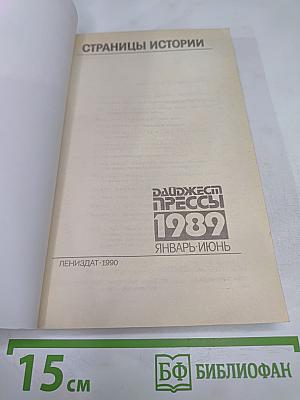 СТРАНИЦЫ ИСТОРИИ
ДАЙДЖЕСТ
ПРЕССЫ
1989
ЯНВАРЬ·ИЮНЬ
ЛЕНИЗДАТ·1990
15 СМ
БФ БИБЛИОФАН